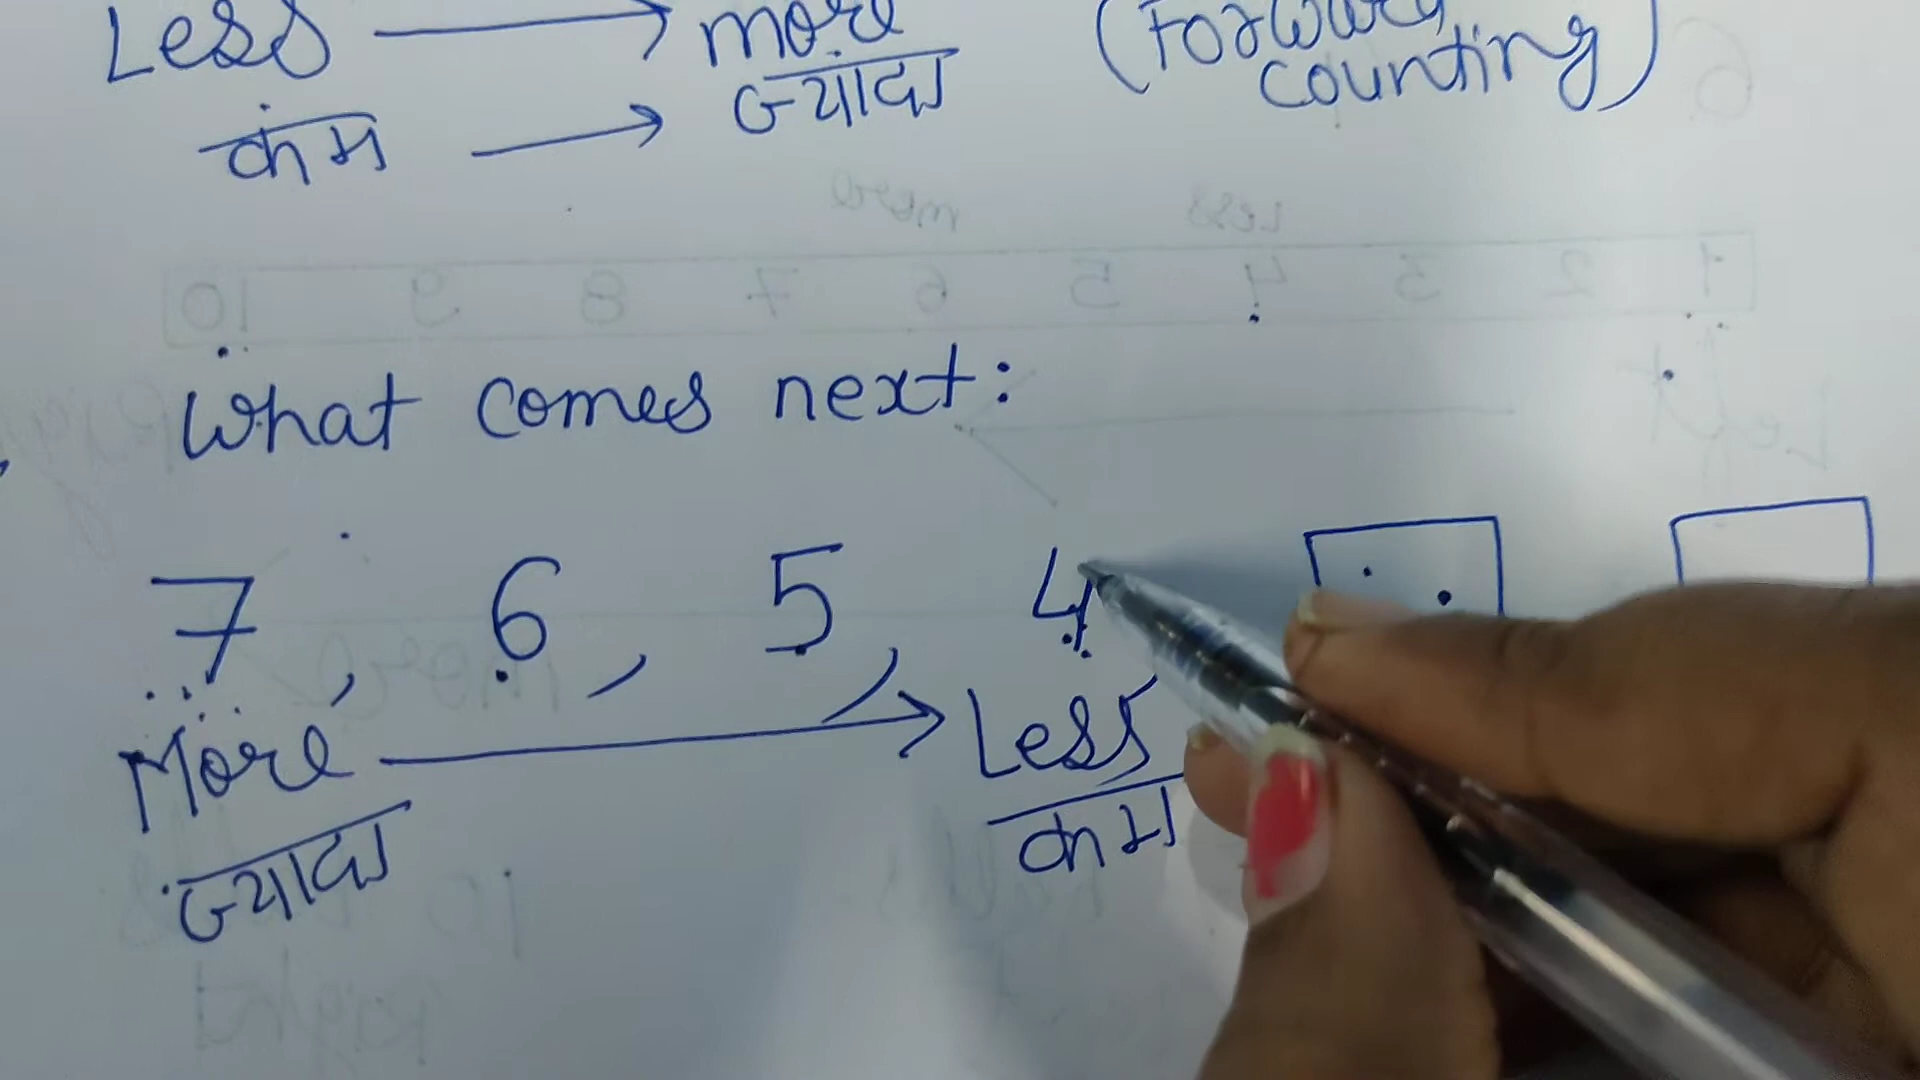 Less → more (Forward
counting)
कम → ज्यादा
What comes next:
7, 6, 5, 4
More → Less
ज्यादा कम